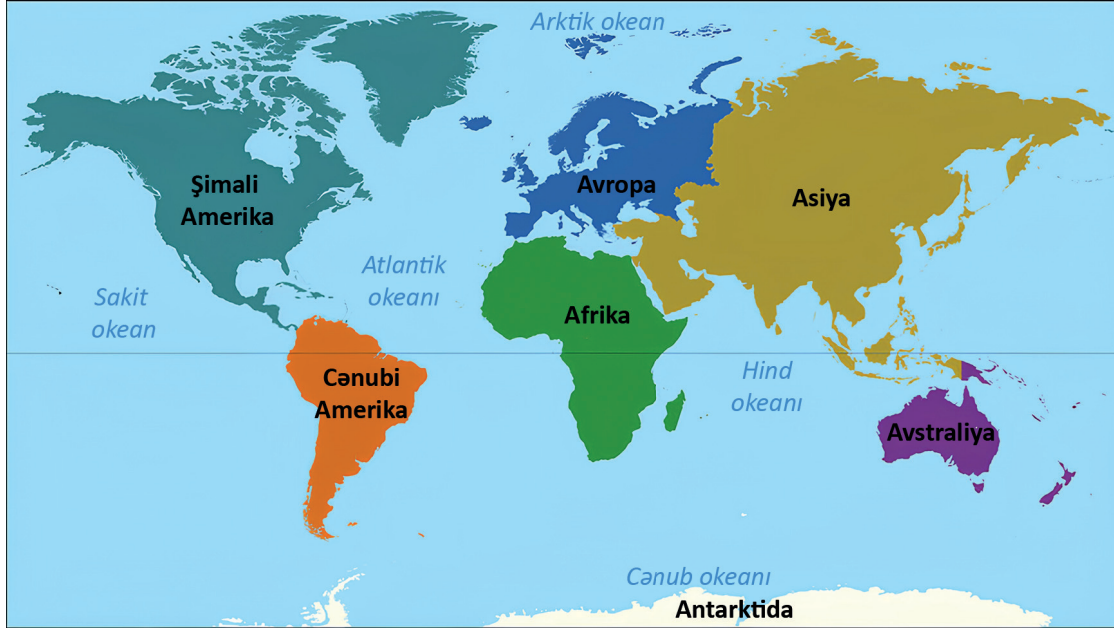 Arktik okean
Şimali
Amerika
Avropa
Asiya
Atlantik
okeanı
Sakit
okean
Afrika
Hind
okeanı
Cənubi
Amerika
Avstraliya
Cənub okeanı
Antarktida